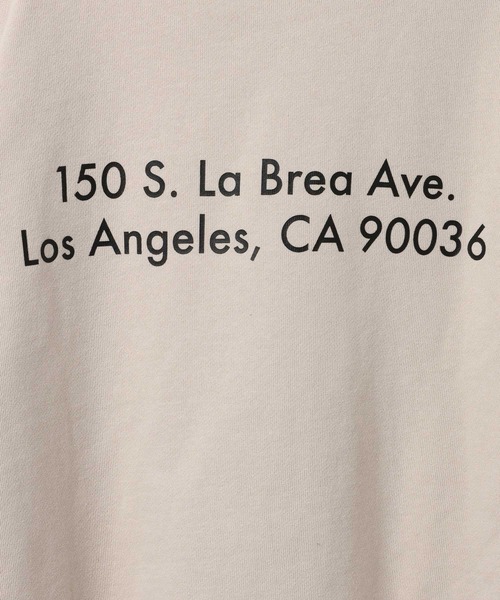 150 S. La Brea Ave.
Los Angeles, CA 90036